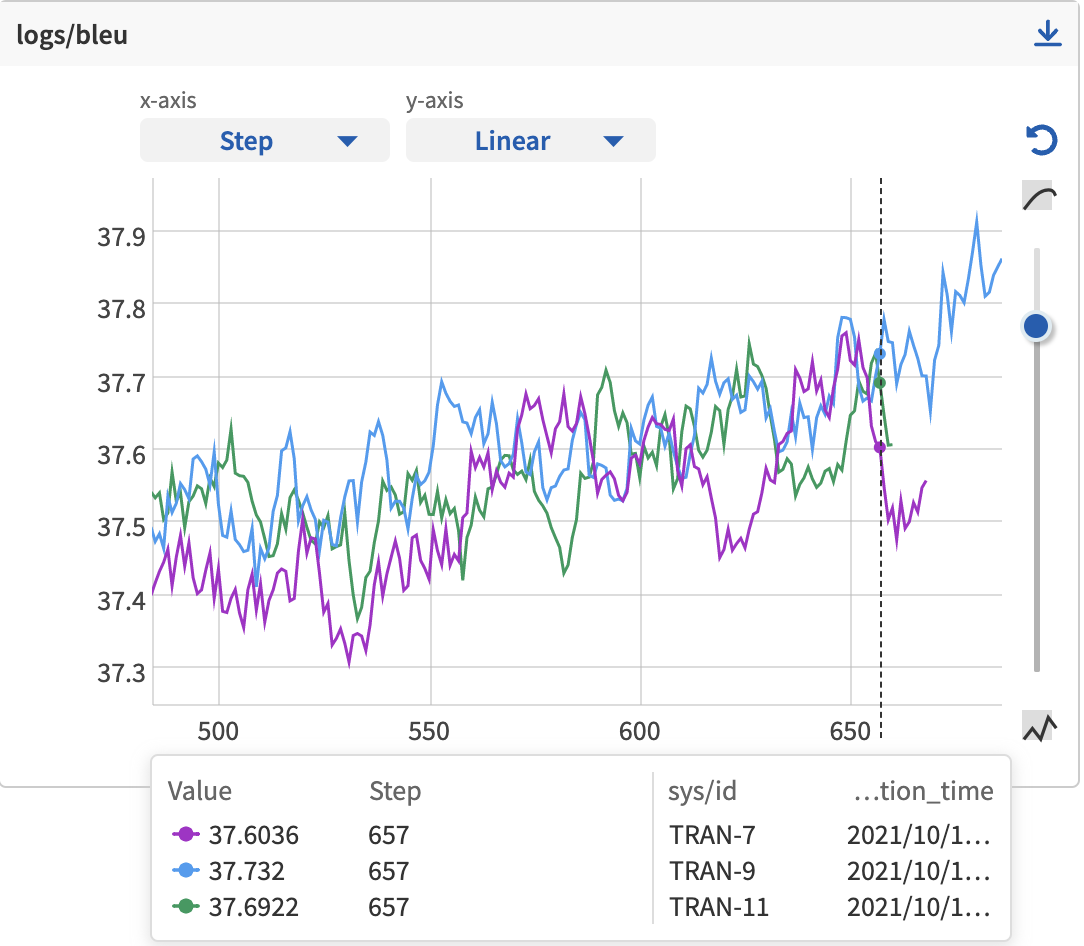 logs/bleu
x-axis y-axis
Step Linear
37.9
37.8
37.7
37.6
37.5
37.4
37.3
500 550 600 650
Value Step sys/id …tion_time
37.6036 657 TRAN-7 2021/10/1…
37.732 657 TRAN-9 2021/10/1…
37.6922 657 TRAN-11 2021/10/1…